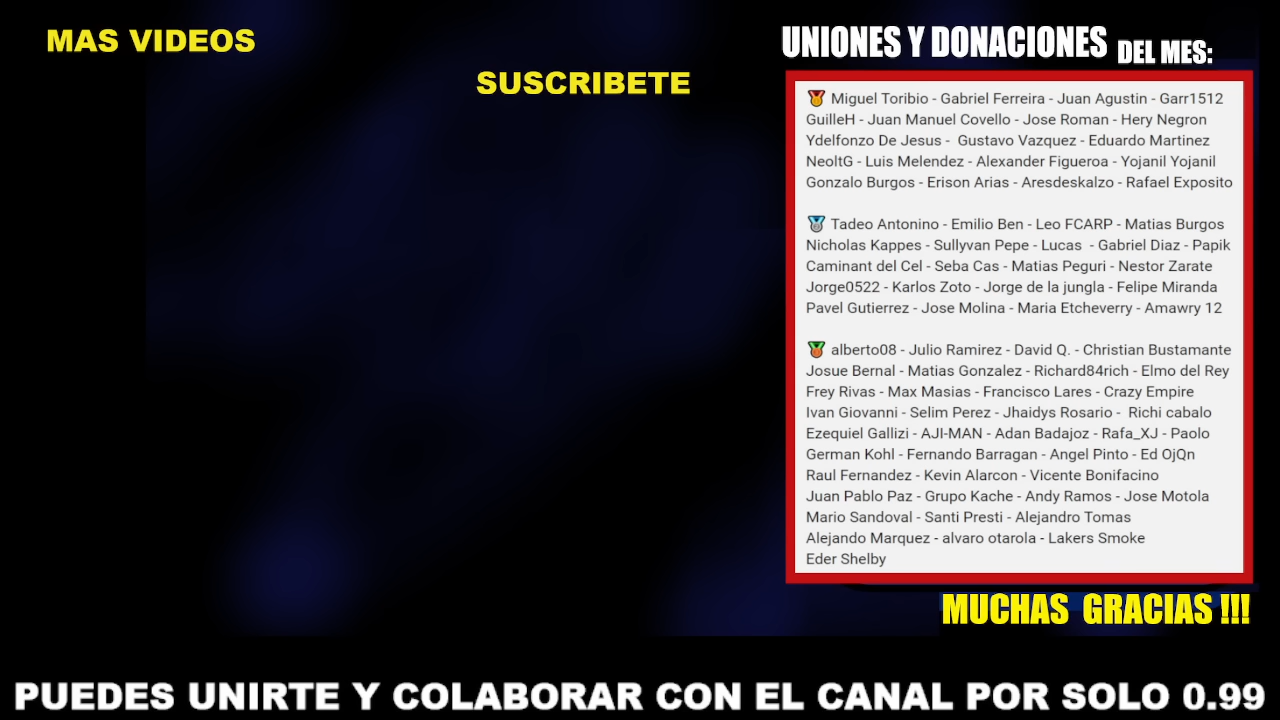 MAS VIDEOS
SUSCRIBETE
UNIONES Y DONACIONES DEL MES:
Miguel Toribio - Gabriel Ferreira - Juan Agustin - Garr1512
GuilleH - Juan Manuel Covello - Jose Roman - Hery Negron
Ydelfonzo De Jesus - Gustavo Vazquez - Eduardo Martinez
NeoltG - Luis Melendez - Alexander Figueroa - Yojanil Yojanil
Gonzalo Burgos - Erison Arias - Aresdeskalzo - Rafael Exposito
Tadeo Antonino - Emilio Ben - Leo FCARP - Matias Burgos
Nicholas Kappes - Sullyvan Pepe - Lucas - Gabriel Diaz - Papik
Caminant del Cel - Seba Cas - Matias Peguri - Nestor Zarate
Jorge0522 - Karlos Zoto - Jorge de la jungla - Felipe Miranda
Pavel Gutierrez - Jose Molina - Maria Etcheverry - Amawry 12
alberto08 - Julio Ramirez - David Q. - Christian Bustamante
Josue Bernal - Matias Gonzalez - Richard84rich - Elmo del Rey
Frey Rivas - Max Masias - Francisco Lares - Crazy Empire
Ivan Giovanni - Selim Perez - Jhaidys Rosario - Richi cabalo
Ezequiel Gallizi - AJI-MAN - Adan Badajoz - Rafa_XJ - Paolo
German Kohl - Fernando Barragan - Angel Pinto - Ed OjQn
Raul Fernandez - Kevin Alarcon - Vicente Bonifacino
Juan Pablo Paz - Grupo Kache - Andy Ramos - Jose Motola
Mario Sandoval - Santi Presti - Alejandro Tomas
Alejando Marquez - alvaro otarola - Lakers Smoke
Eder Shelby
MUCHAS GRACIAS !!!
PUEDES UNIRTE Y COLABORAR CON EL CANAL POR SOLO 0.99